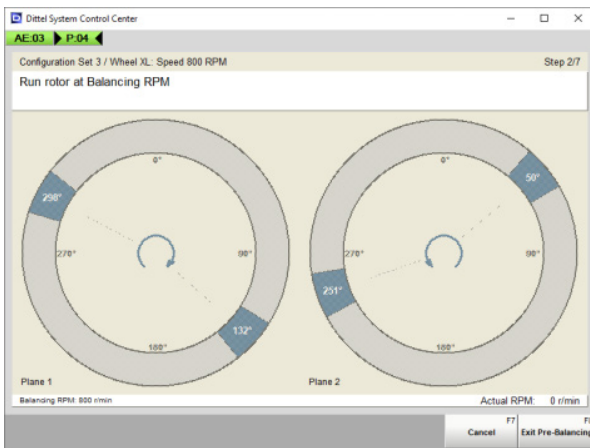 Dittel System Control Center
AE:03 P:04
Configuration Set 3 / Wheel XL: Speed 800 RPM Step 2/7
Run rotor at Balancing RPM
0° 0°
298° 50°
270° 90° 270° 90°
251°
132°
180° 180°
Plane 1 Plane 2
Balancing RPM: 800 r/min Actual RPM: 0 r/min
F7
Cancel Exit Pre-Balancing